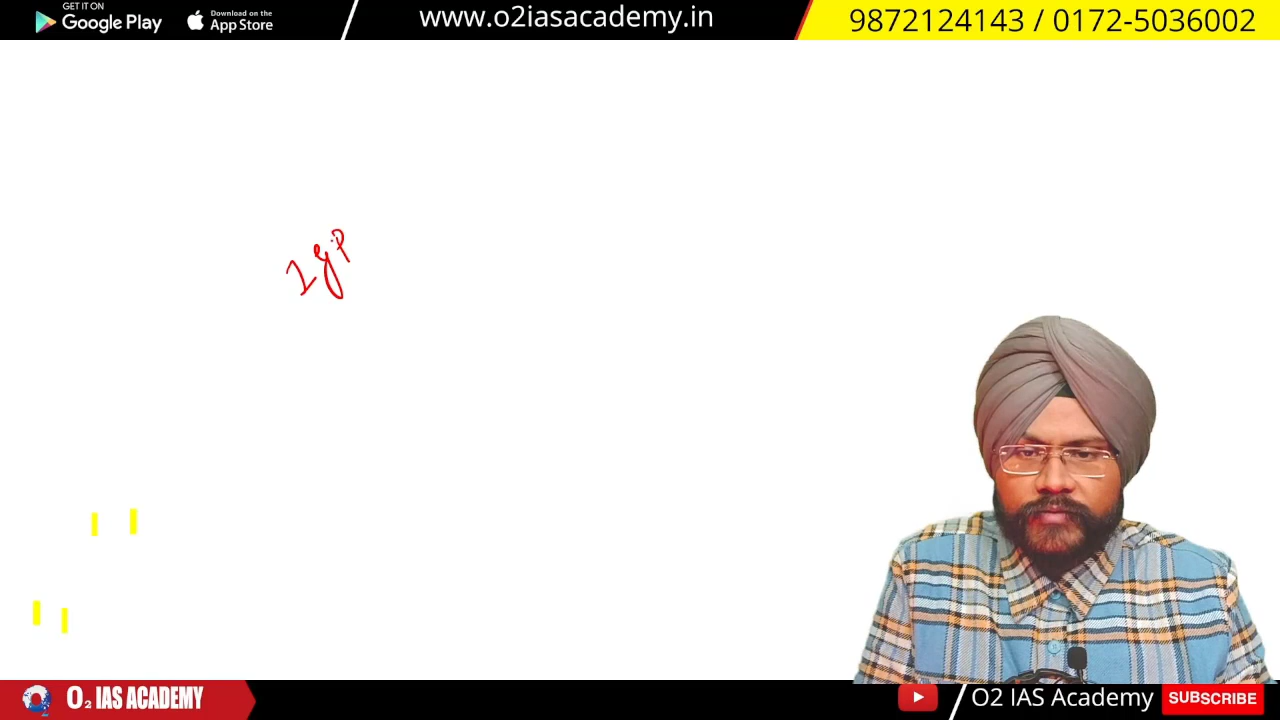 GET IT ON
Google Play
Download on the
App Store
www.o2iasacademy.in
9872124143 / 0172-5036002
O₂ IAS ACADEMY
O2 IAS Academy
SUBSCRIBE